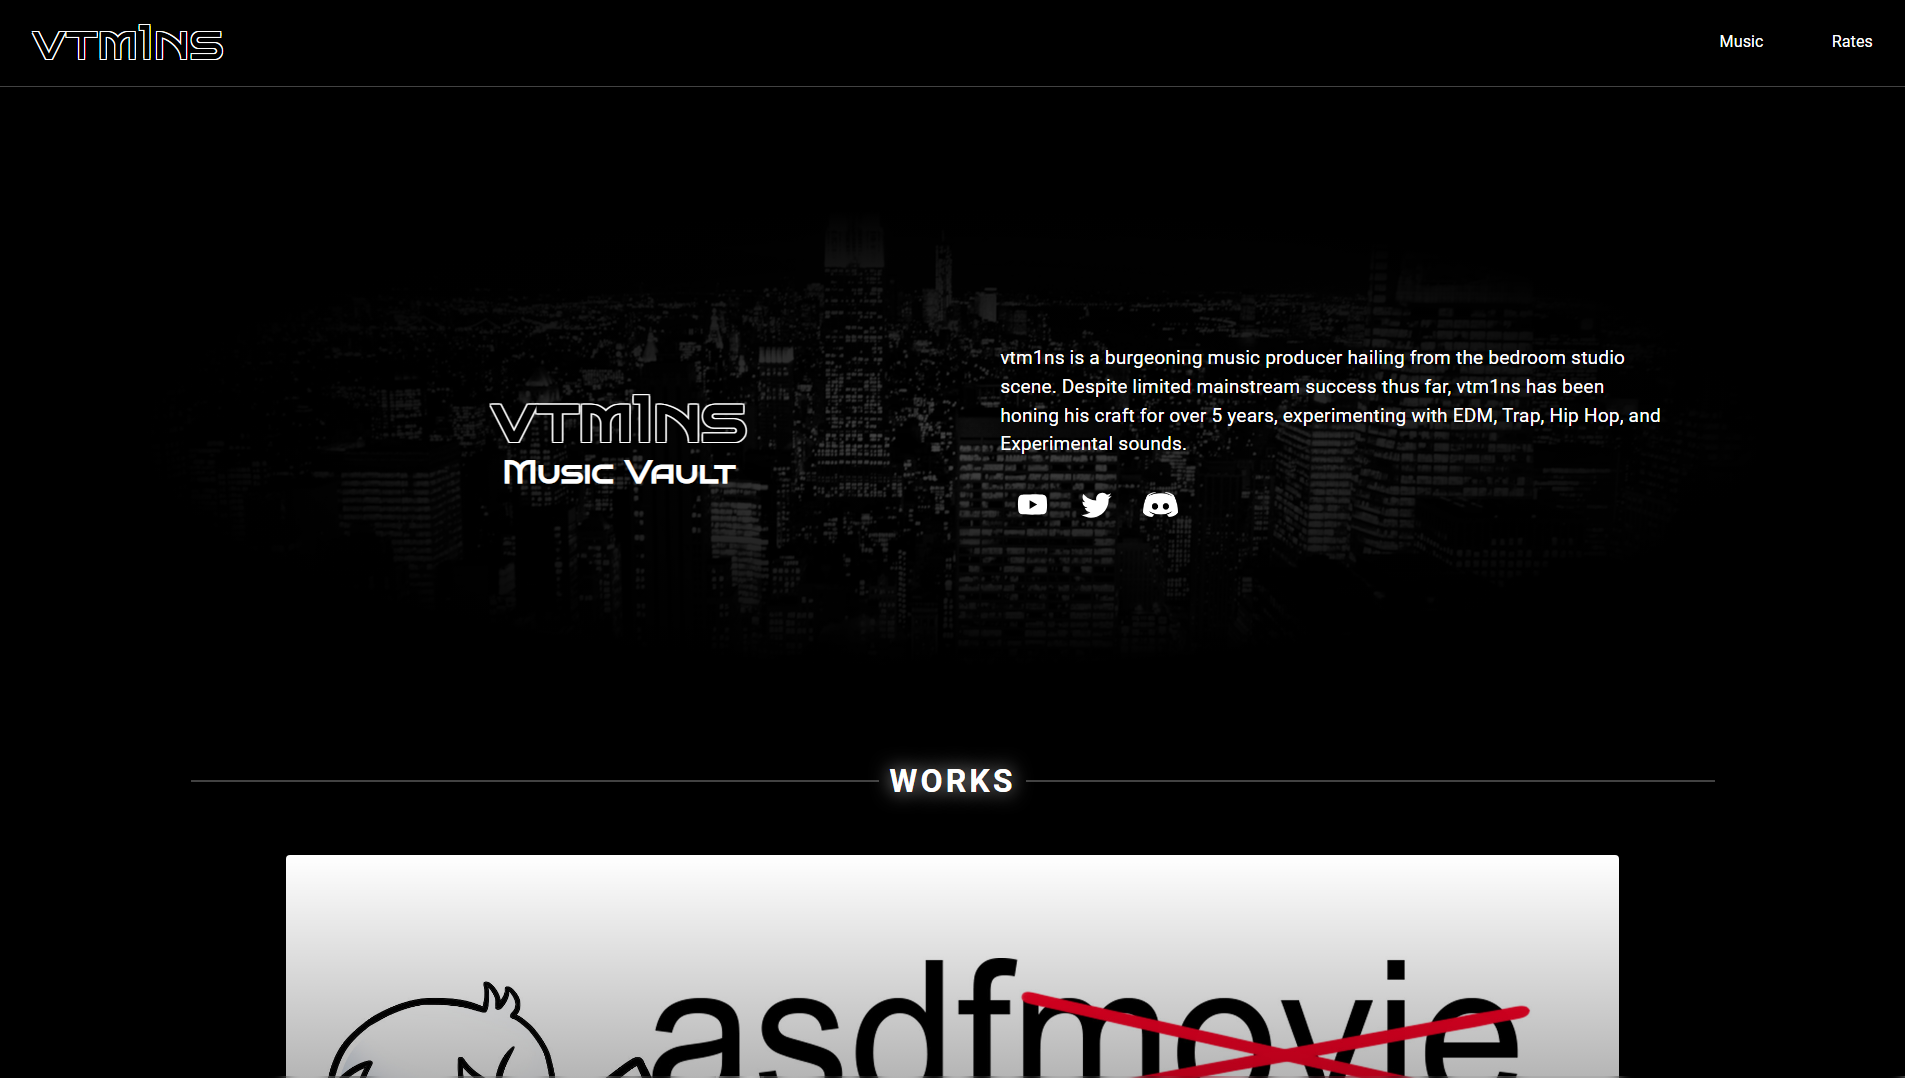 VTM1NS
Music
Rates
vtm1ns is a burgeoning music producer hailing from the bedroom studio
scene. Despite limited mainstream success thus far, vtm1ns has been
honing his craft for over 5 years, experimenting with EDM, Trap, Hip Hop, and
Experimental sounds.
VTM1NS
Music Vault
WORKS
asdfmovie